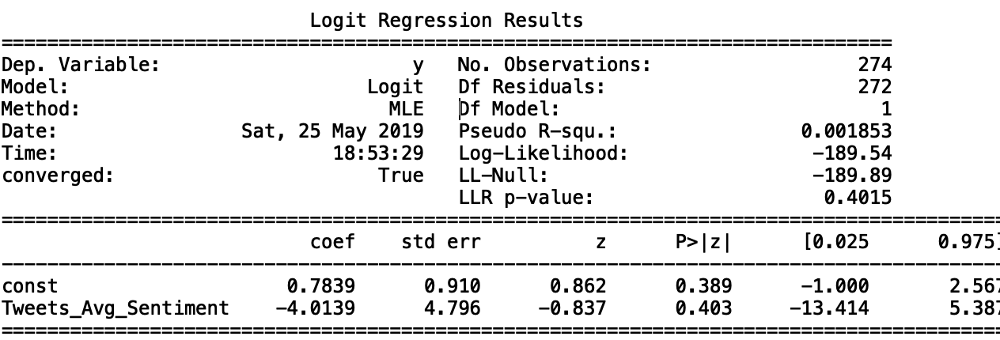 Logit Regression Results
==============================================================================
Dep. Variable: y No. Observations: 274
Model: Logit Df Residuals: 272
Method: MLE Df Model: 1
Date: Sat, 25 May 2019 Pseudo R-squ.: 0.001853
Time: 18:53:29 Log-Likelihood: -189.54
converged: True LL-Null: -189.89
LLR p-value: 0.4015
==============================================================================
coef std err z P>|z| [0.025 0.975]
------------------------------------------------------------------------------
const 0.7839 0.910 0.862 0.389 -1.000 2.567
Tweets_Avg_Sentiment -4.0139 4.796 -0.837 0.403 -13.414 5.387
==============================================================================